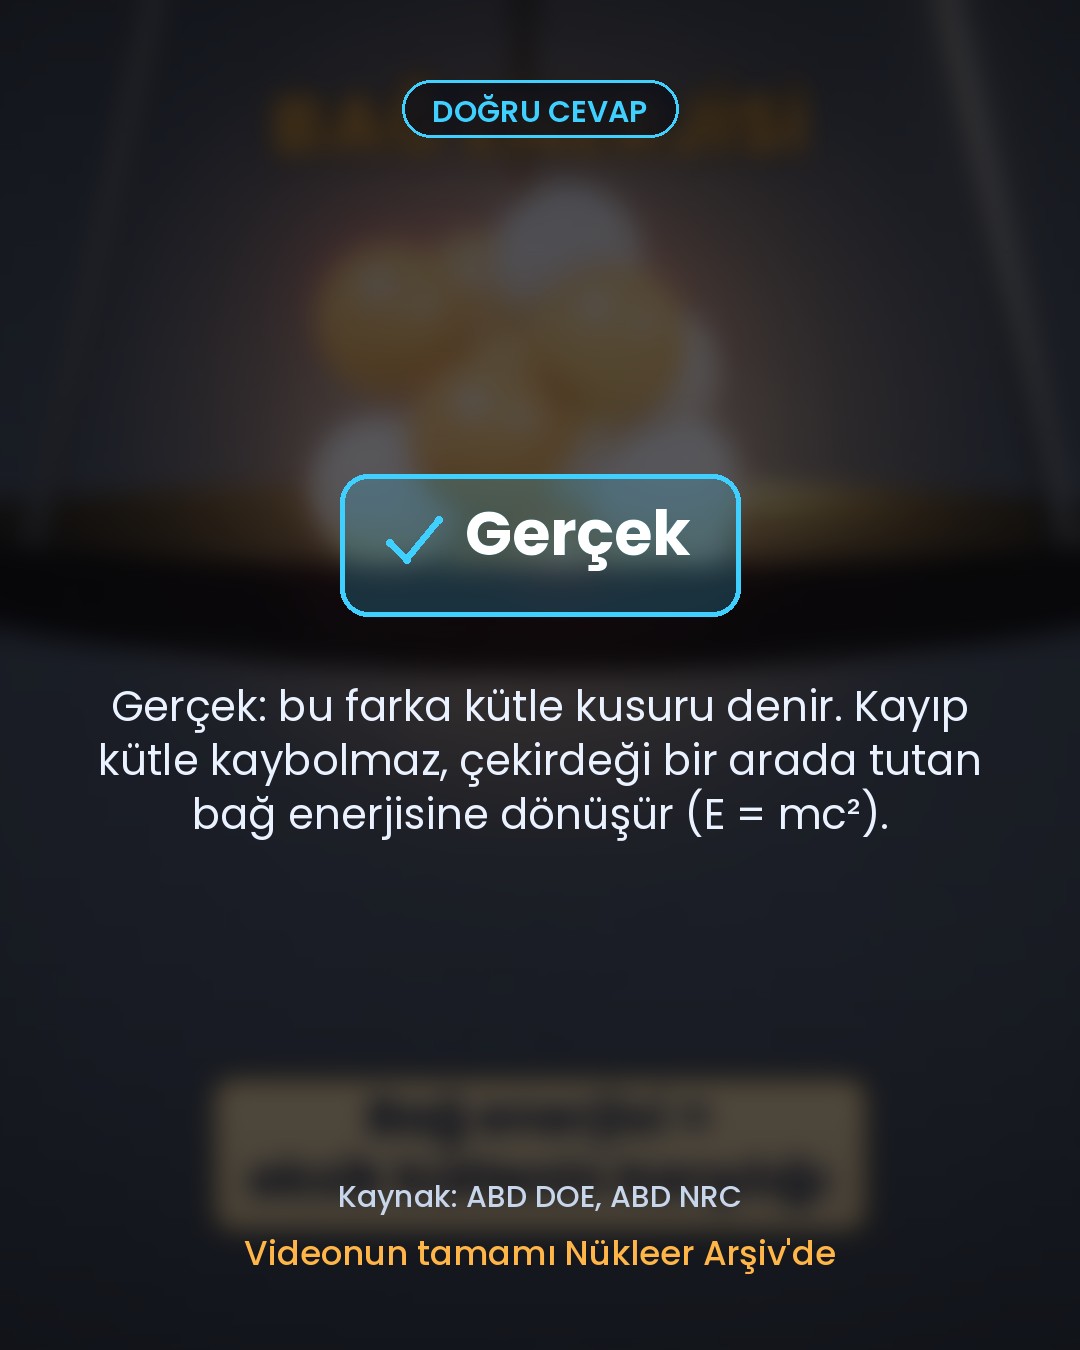 DOĞRU CEVAP
Gerçek
Gerçek: bu farka kütle kusuru denir. Kayıp
kütle kaybolmaz, çekirdeği bir arada tutan
bağ enerjisine dönüşür (E = mc²).
Kaynak: ABD DOE, ABD NRC
Videonun tamamı Nükleer Arşiv'de